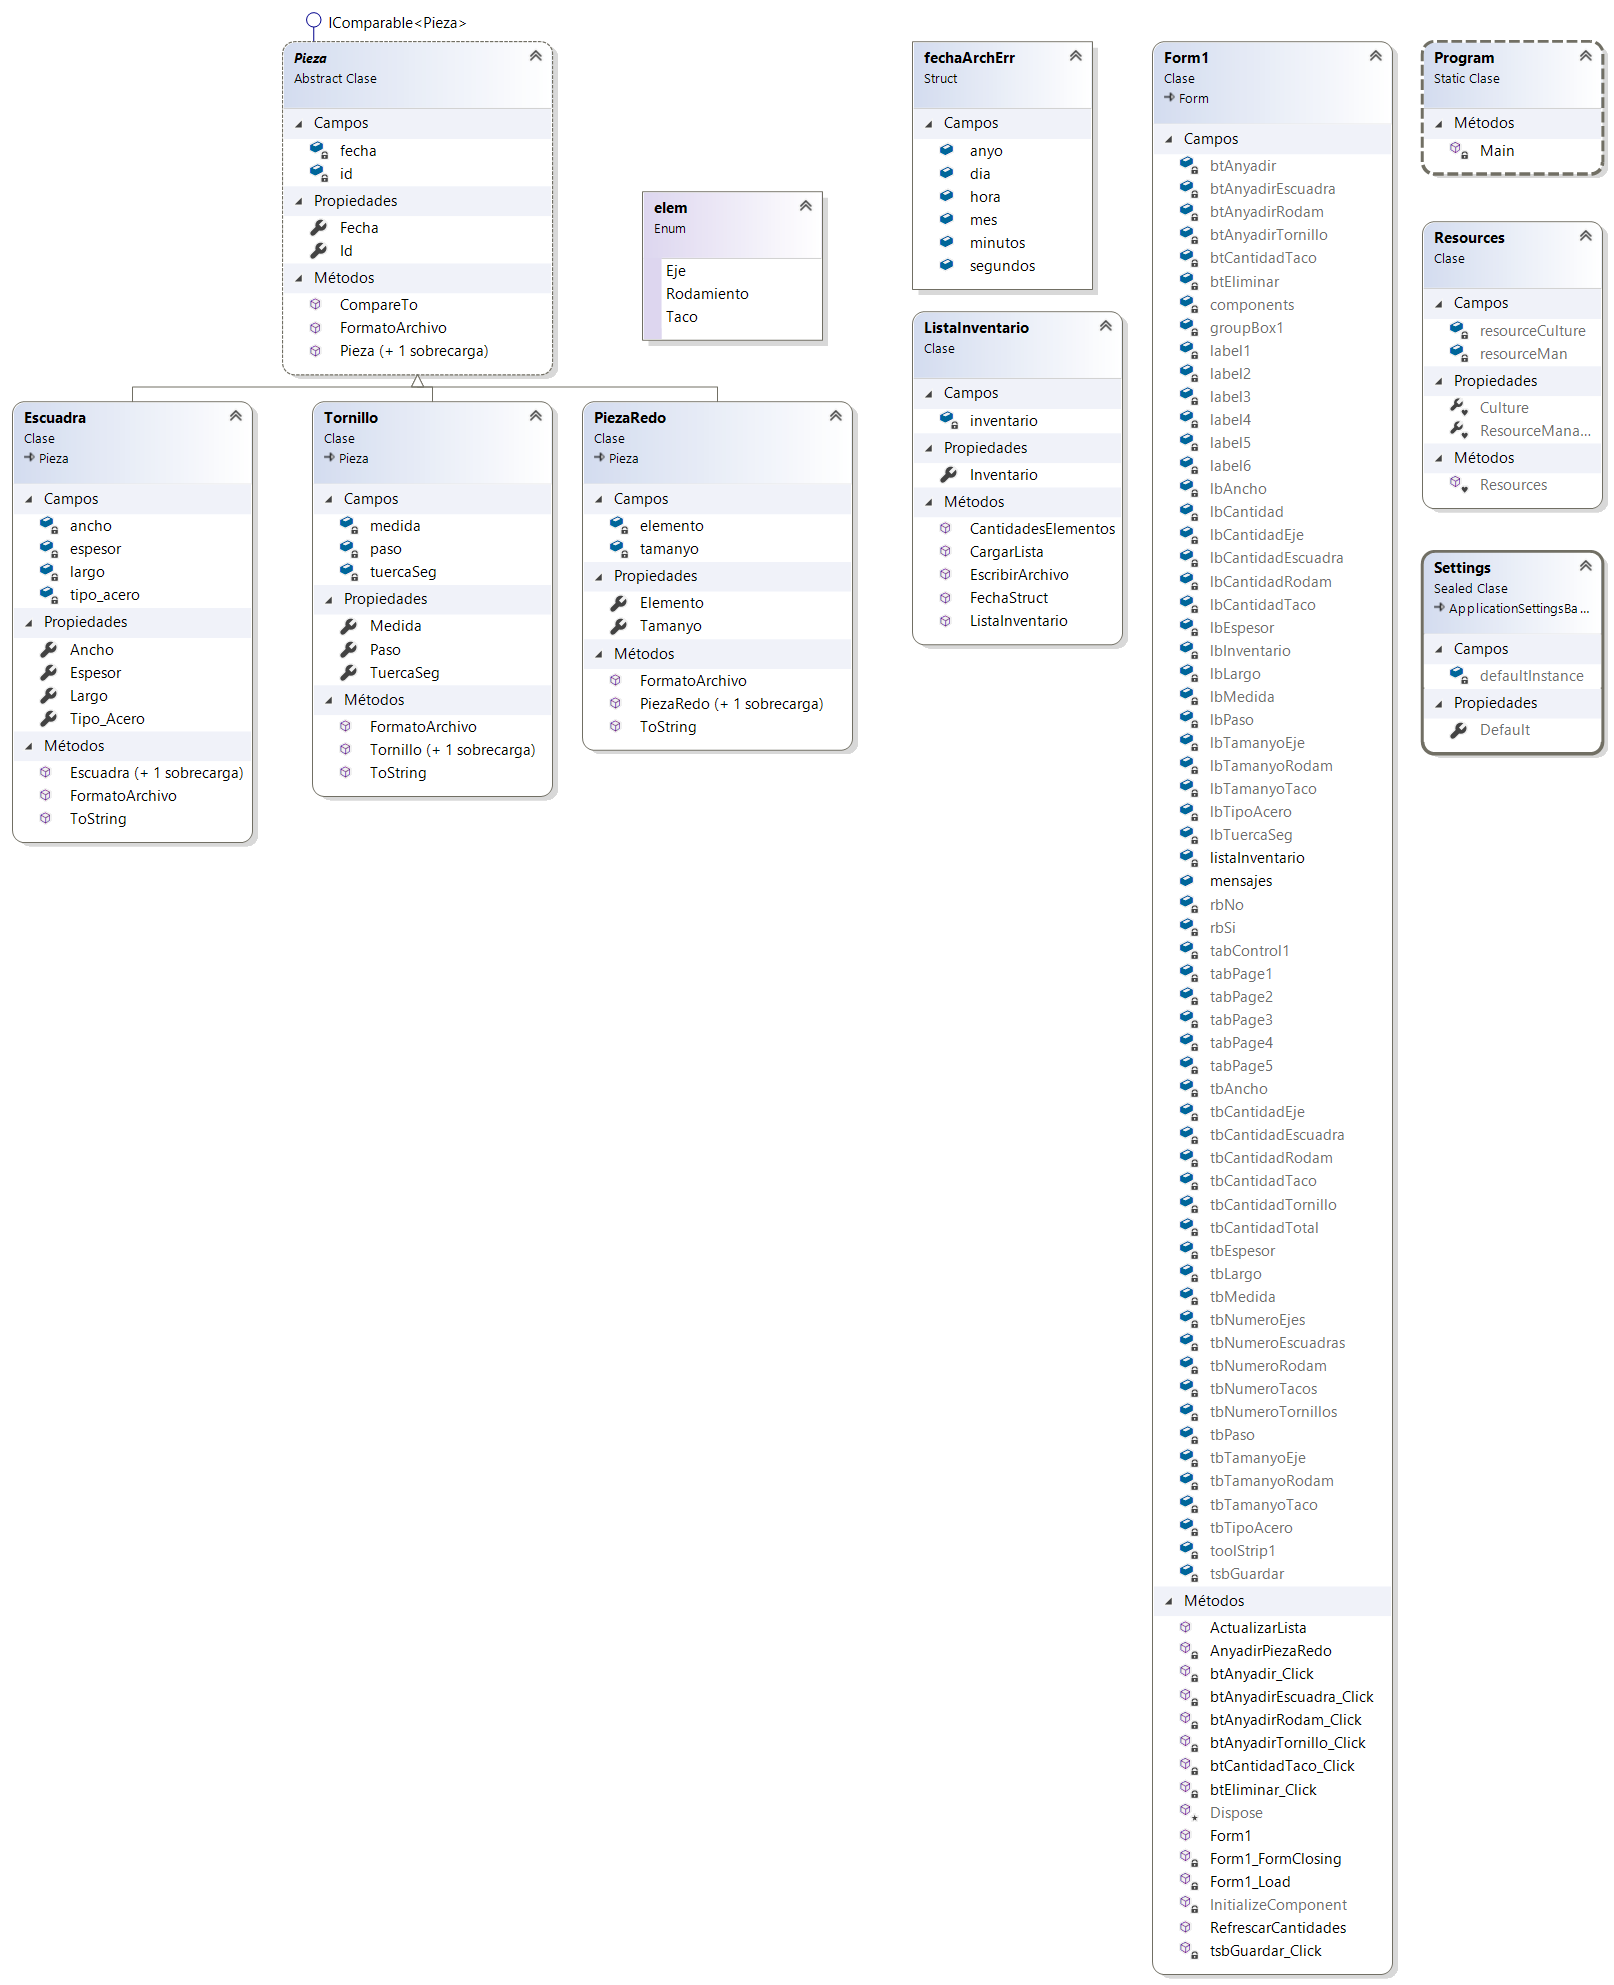 IComparable<Pieza>
Pieza
Abstract Clase
Campos
fecha
id
Propiedades
Fecha
Id
Métodos
CompareTo
FormatoArchivo
Pieza (+ 1 sobrecarga)
elem
Enum
Eje
Rodamiento
Taco
Escuadra
Clase
Pieza
Campos
ancho
espesor
largo
tipo_acero
Propiedades
Ancho
Espesor
Largo
Tipo_Acero
Métodos
Escuadra (+ 1 sobrecarga)
FormatoArchivo
ToString
Tornillo
Clase
Pieza
Campos
medida
paso
tuercaSeg
Propiedades
Medida
Paso
TuercaSeg
Métodos
FormatoArchivo
Tornillo (+ 1 sobrecarga)
ToString
PiezaRedo
Clase
Pieza
Campos
elemento
tamanyo
Propiedades
Elemento
Tamanyo
Métodos
FormatoArchivo
PiezaRedo (+ 1 sobrecarga)
ToString
fechaArchErr
Struct
Campos
anyo
dia
hora
mes
minutos
segundos
ListaInventario
Clase
Campos
inventario
Propiedades
Inventario
Métodos
CantidadesElementos
CargarLista
EscribirArchivo
FechaStruct
ListaInventario
Form1
Clase
Form
Campos
btAnyadir
btAnyadirEscuadra
btAnyadirRodam
btAnyadirTornillo
btCantidadTaco
btEliminar
components
groupBox1
label1
label2
label3
label4
label5
label6
lbAncho
lbCantidad
lbCantidadEje
lbCantidadEscuadra
lbCantidadRodam
lbCantidadTaco
lbEspesor
lbInventario
lbLargo
lbMedida
lbPaso
lbTamanyoEje
lbTamanyoRodam
lbTamanyoTaco
lbTipoAcero
lbTuercaSeg
listaInventario
mensajes
rbNo
rbSi
tabControl1
tabPage1
tabPage2
tabPage3
tabPage4
tabPage5
tbAncho
tbCantidadEje
tbCantidadEscuadra
tbCantidadRodam
tbCantidadTaco
tbCantidadTornillo
tbCantidadTotal
tbEspesor
tbLargo
tbMedida
tbNumeroEjes
tbNumeroEscuadras
tbNumeroRodam
tbNumeroTacos
tbNumeroTornillos
tbPaso
tbTamanyoEje
tbTamanyoRodam
tbTamanyoTaco
tbTipoAcero
toolStrip1
tsbGuardar
Métodos
ActualizarLista
AnyadirPiezaRedo
btAnyadir_Click
btAnyadirEscuadra_Click
btAnyadirRodam_Click
btAnyadirTornillo_Click
btCantidadTaco_Click
btEliminar_Click
Dispose
Form1
Form1_FormClosing
Form1_Load
InitializeComponent
RefrescarCantidades
tsbGuardar_Click
Program
Static Clase
Métodos
Main
Resources
Clase
Campos
resourceCulture
resourceMan
Propiedades
Culture
ResourceMana...
Métodos
Resources
Settings
Sealed Clase
ApplicationSettingsBa...
Campos
defaultInstance
Propiedades
Default